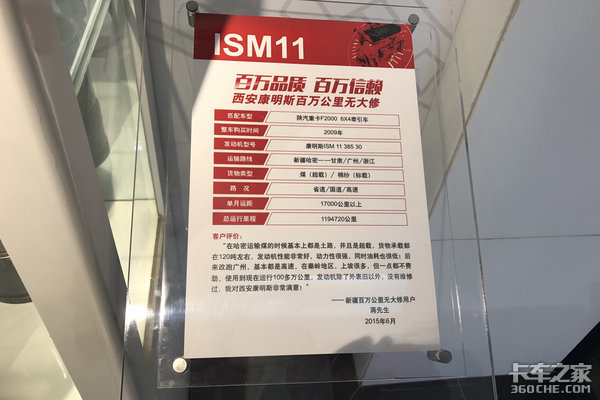 ISM11
百万品质 百万信赖
西安康明斯百万公里无大修
匹配车型 陕汽重卡F2000 6X4牵引车
整车购买时间 2009年
发动机型号 康明斯ISM 11 385 30
运输路线 新疆哈密——甘肃/广州/浙江
货物类型 煤（超载）/ 棉纱（标载）
路 况 省道/国道/高速
单月运距 17000公里以上
总运行里程 1194720公里
客户评价：
“在哈密运输煤的时候基本上都是土路，并且是超载，货物承载都
在120吨左右，发动机性能非常好，动力性很强，同时油耗也很低；后
来改跑广州，基本都是高速，在秦岭地区，上坡很多，但一点都不费
劲，使用到现在运行100多万公里，发动机除了外表旧以外，没有维修
过，我对西安康明斯非常满意！”
——新疆百万公里无大修用户
蒋先生
2015年6月
卡车之家
360CHE.COM